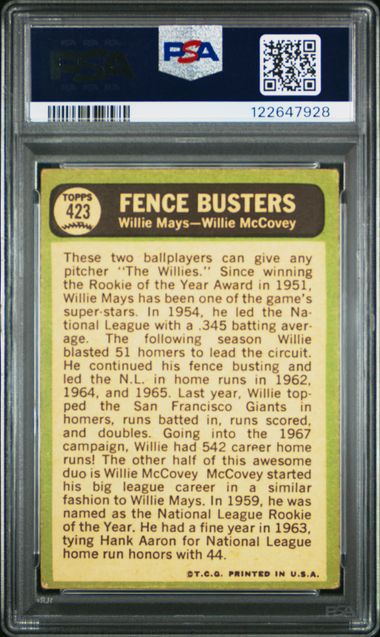 PSA
122647928
TOPPS
423
FENCE BUSTERS
Willie Mays—Willie McCovey
These two ballplayers can give any
pitcher "The Willies." Since winning
the Rookie of the Year Award in 1951,
Willie Mays has been one of the game's
super-stars. In 1954, he led the Na-
tional League with a .345 batting aver-
age. The following season Willie
blasted 51 homers to lead the circuit.
He continued his fence busting and
led the N.L. in home runs in 1962,
1964, and 1965. Last year, Willie top-
ped the San Francisco Giants in
homers, runs batted in, runs scored,
and doubles. Going into the 1967
campaign, Willie had 542 career home
runs! The other half of this awesome
duo is Willie McCovey McCovey started
his big league career in a similar
fashion to Willie Mays. In 1959, he was
named as the National League Rookie
of the Year. He had a fine year in 1963,
tying Hank Aaron for National League
home run honors with 44.
©T.C.G. PRINTED IN U.S.A.
PSA